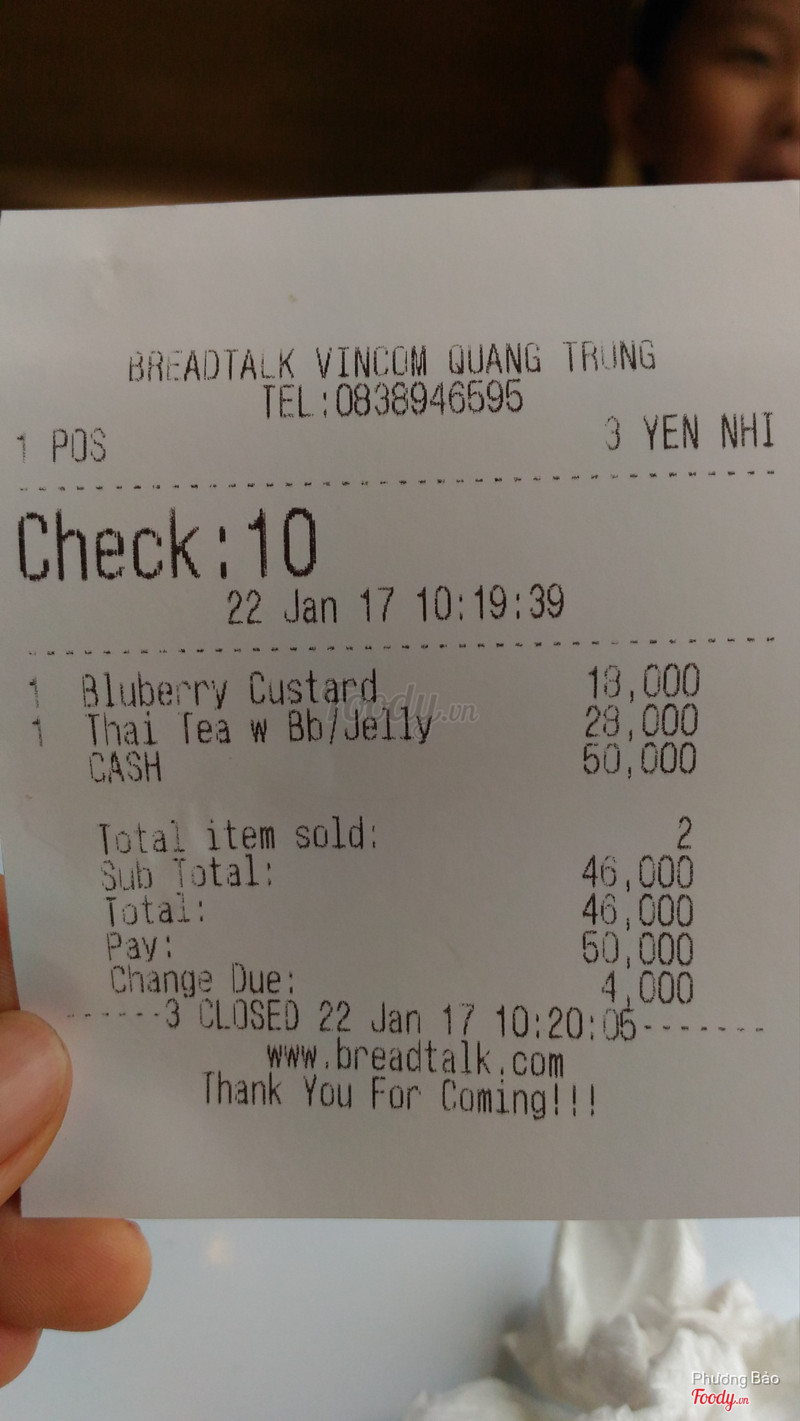 BREADTALK VINCOM QUANG TRUNG
TEL:0838946595
1 POS 3 YEN NHI
Check:10
22 Jan 17 10:19:39
1 Bluberry Custard 18,000
1 Thai Tea w Bb/Jelly 28,000
CASH 50,000
Total item sold: 2
Sub Total: 46,000
Total: 46,000
Pay: 50,000
Change Due: 4,000
------3 CLOSED 22 Jan 17 10:20:05-------
www.breadtalk.com
Thank You For Coming!!!
Foody.vn
Phương Bảo
Foody.vn